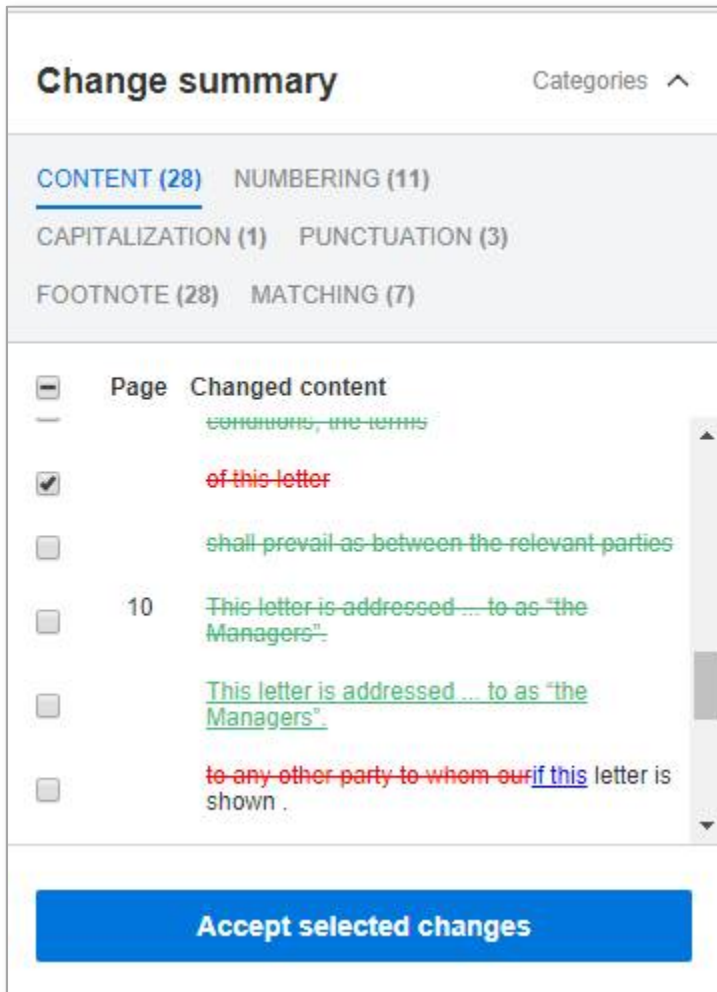 Change summary Categories
CONTENT (28) NUMBERING (11)
CAPITALIZATION (1) PUNCTUATION (3)
FOOTNOTE (28) MATCHING (7)
Page Changed content
conditions, the terms
of this letter
shall prevail as between the relevant parties
10 This letter is addressed ... to as “the
Managers”.
This letter is addressed ... to as “the
Managers”.
to any other party to whom ourif this letter is
shown .
Accept selected changes